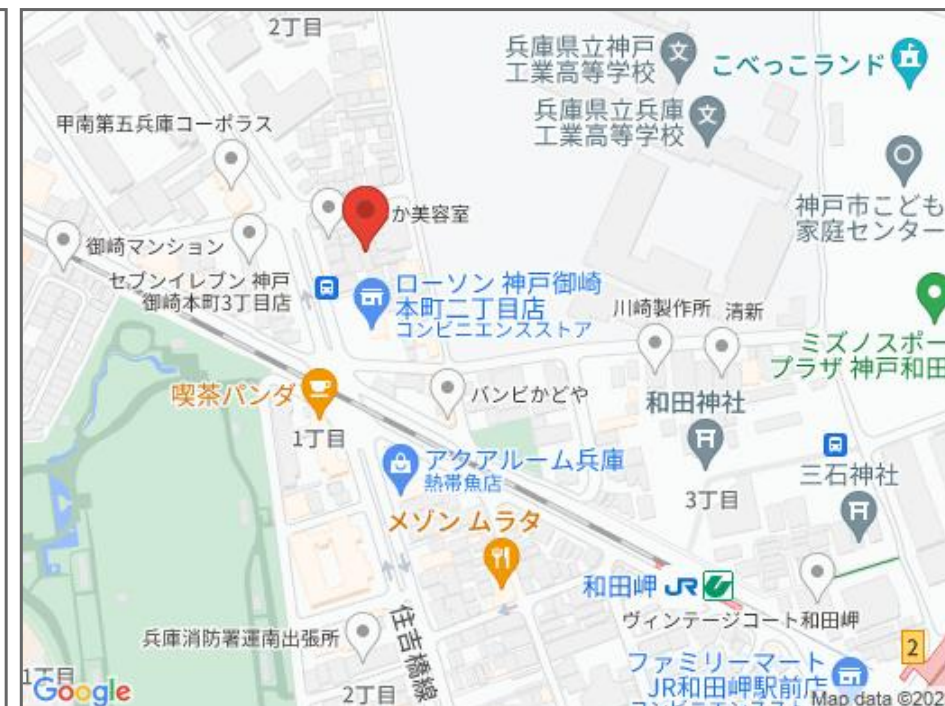 2丁目
兵庫県立神戸
工業高等学校
こべっこランド
兵庫県立兵庫
工業高等学校
甲南第五兵庫コーポラス
神戸市こども
家庭センター
か美容室
御崎マンション
セブンイレブン 神戸
御崎本町3丁目店
ローソン 神戸御崎
本町二丁目店
コンビニエンスストア
川崎製作所
清新
ミズノスポー
プラザ 神戸和田
喫茶パンダ
バンビかどや
和田神社
1丁目
アクアルーム兵庫
熱帯魚店
三石神社
3丁目
メゾン ムラタ
和田岬 JR
ヴィンテージコート和田岬
住吉橋線
兵庫消防署運南出張所
2
ファミリーマート
JR和田岬駅前店
1丁目
Google
2丁目
Map data ©202